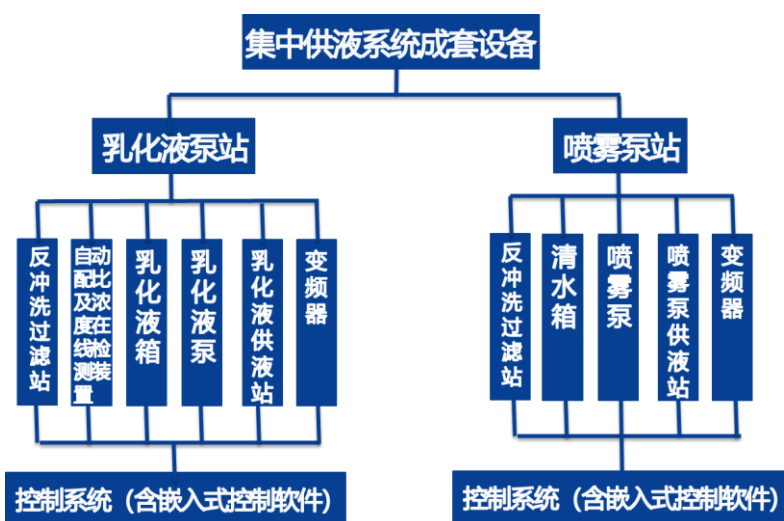 集中供液系统成套设备
乳化液泵站
喷雾泵站
反冲洗过滤站
自动配比及浓度在线检测装置
乳化液箱
乳化液泵
乳化液供液站
变频器
反冲洗过滤站
清水箱
喷雾泵
喷雾泵供液站
变频器
控制系统（含嵌入式控制软件）
控制系统（含嵌入式控制软件）